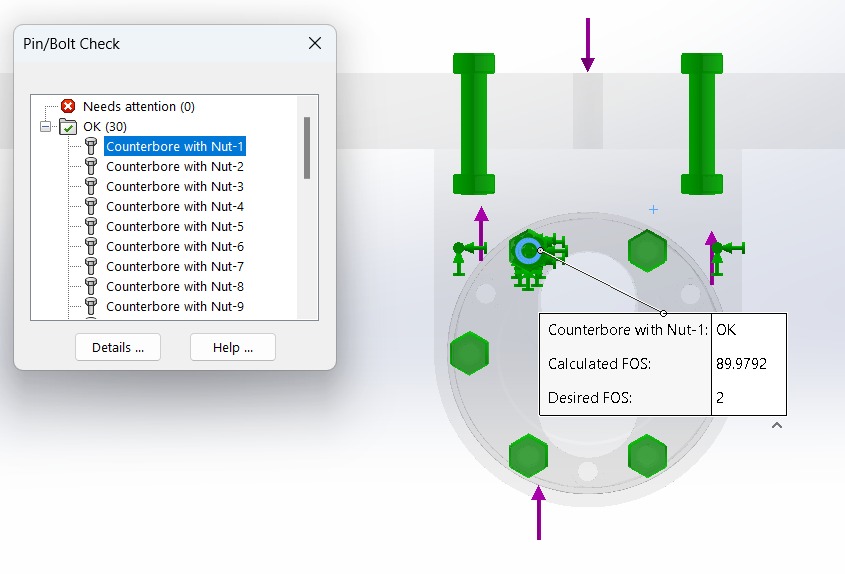 Pin/Bolt Check
Needs attention (0)
OK (30)
Counterbore with Nut-1
Counterbore with Nut-2
Counterbore with Nut-3
Counterbore with Nut-4
Counterbore with Nut-5
Counterbore with Nut-6
Counterbore with Nut-7
Counterbore with Nut-8
Counterbore with Nut-9
Details ...
Help ...
Counterbore with Nut-1: OK
Calculated FOS: 89.9792
Desired FOS: 2